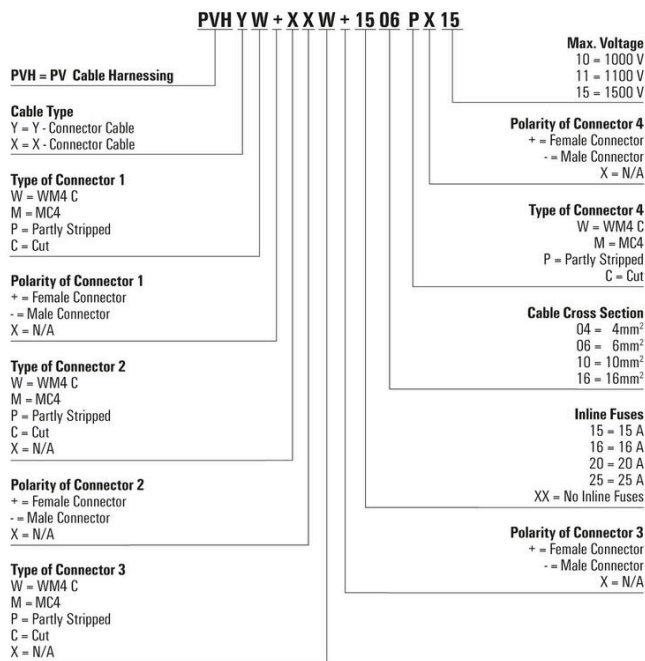 PVH Y W + X X W + 15 06 P X 15
PVH = PV Cable Harnessing
Cable Type
Y = Y - Connector Cable
X = X - Connector Cable
Type of Connector 1
W = WM4 C
M = MC4
P = Partly Stripped
C = Cut
Polarity of Connector 1
+ = Female Connector
- = Male Connector
X = N/A
Type of Connector 2
W = WM4 C
M = MC4
P = Partly Stripped
C = Cut
X = N/A
Polarity of Connector 2
+ = Female Connector
- = Male Connector
X = N/A
Type of Connector 3
W = WM4 C
M = MC4
P = Partly Stripped
C = Cut
X = N/A
Max. Voltage
10 = 1000 V
11 = 1100 V
15 = 1500 V
Polarity of Connector 4
+ = Female Connector
- = Male Connector
X = N/A
Type of Connector 4
W = WM4 C
M = MC4
P = Partly Stripped
C = Cut
Cable Cross Section
04 = 4mm²
06 = 6mm²
10 = 10mm²
16 = 16mm²
Inline Fuses
15 = 15 A
16 = 16 A
20 = 20 A
25 = 25 A
XX = No Inline Fuses
Polarity of Connector 3
+ = Female Connector
- = Male Connector
X = N/A